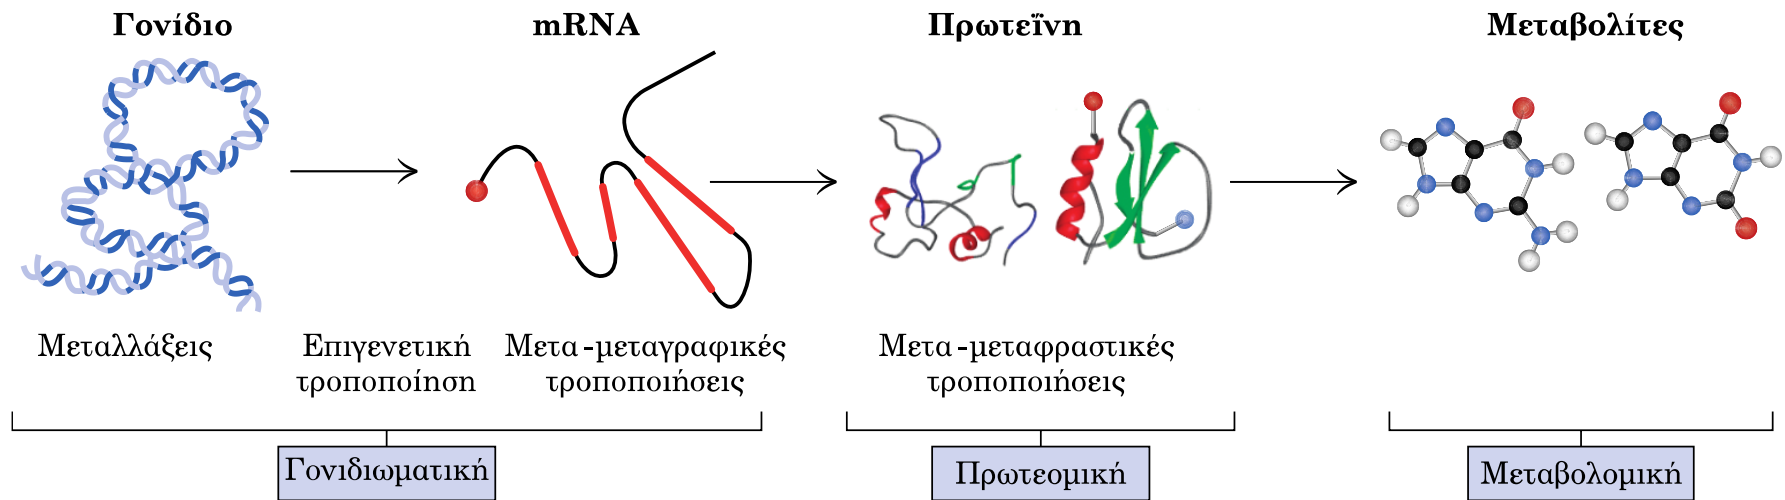 Γονίδιο
mRNA
Πρωτεΐνη
Μεταβολίτες
Μεταλλάξεις
Επιγενετική
τροποποίηση
Μετα-μεταγραφικές
τροποποιήσεις
Μετα-μεταφραστικές
τροποποιήσεις
Γονιδιωματική
Πρωτεομική
Μεταβολομική